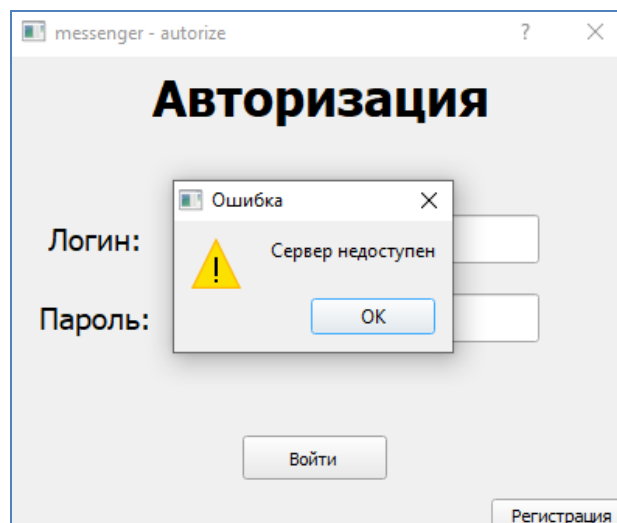 messenger - autorize
Авторизация
Ошибка
Сервер недоступен
OK
Логин:
Пароль:
Войти
Регистрация